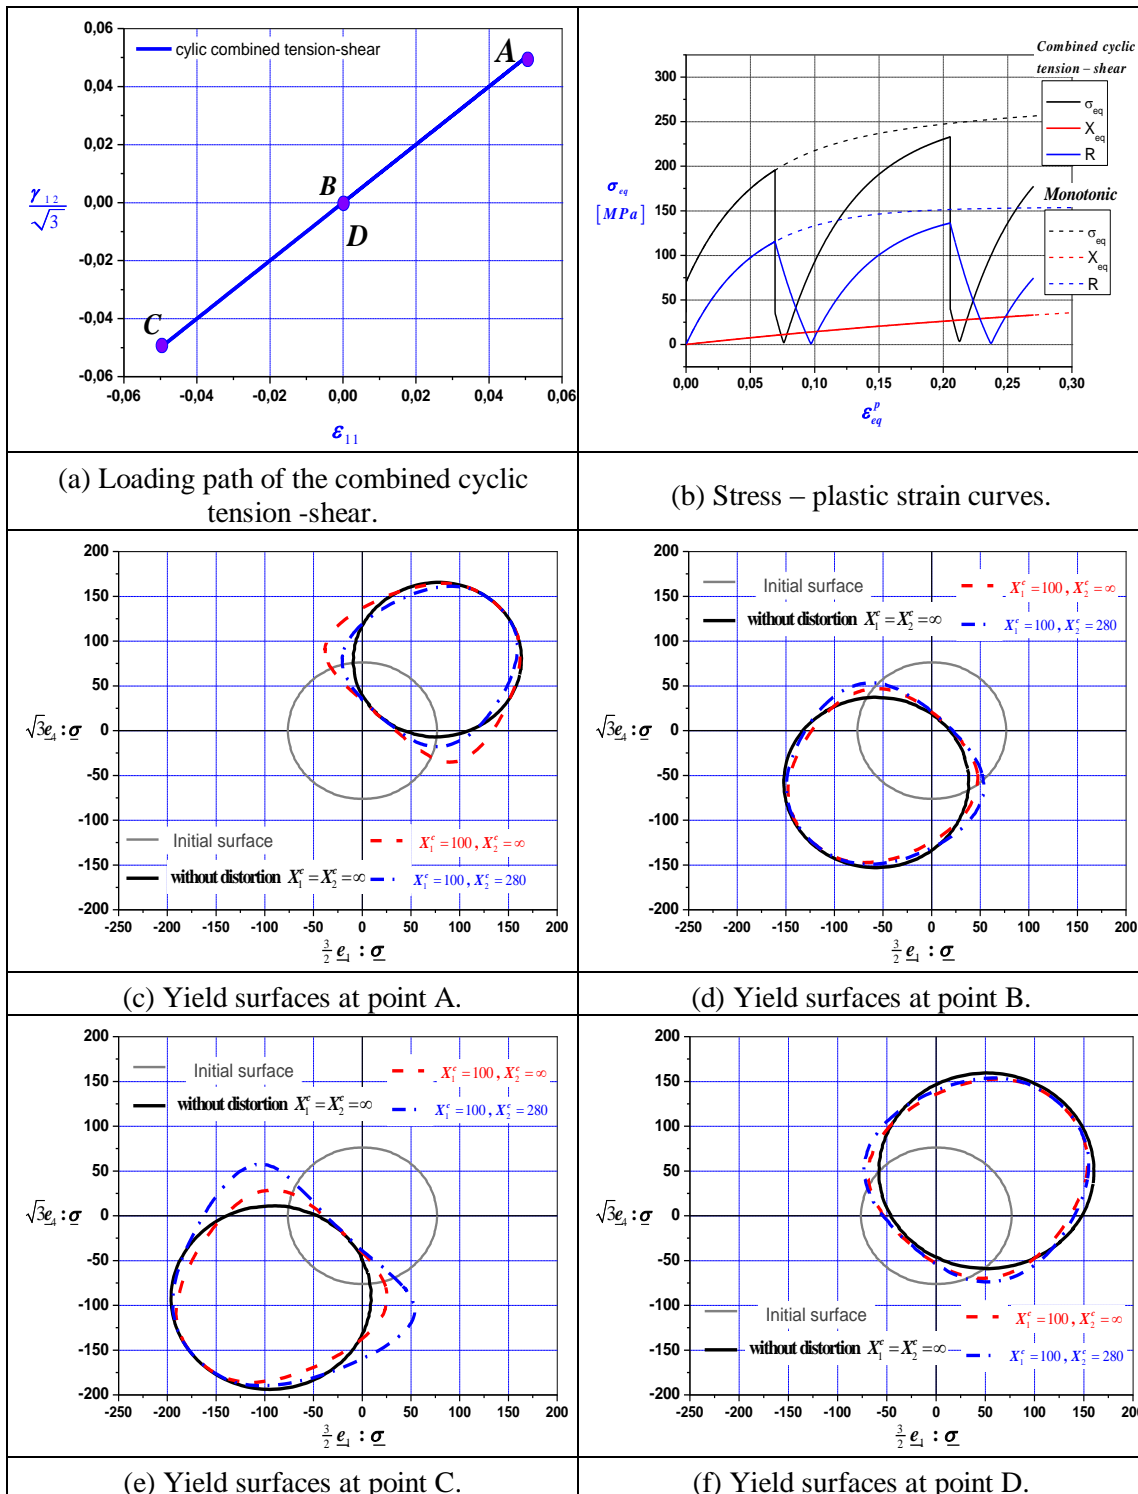 0,06
0,04
0,02
0,00
-0,02
-0,04
-0,06
-0,06 -0,04 -0,02 0,00 0,02 0,04 0,06
γ₁₂ / √3
ε₁₁
cylic combined tension-shear
A
B
D
C
Combined cyclic
tension – shear
σeq
Xeq
R
Monotonic
σeq
Xeq
R
300
250
200
150
100
50
0
0,00 0,05 0,10 0,15 0,20 0,25 0,30
σeq
[MPa]
ε^p_eq
(a) Loading path of the combined cyclic
tension -shear.
(b) Stress – plastic strain curves.
200
150
100
50
0
-50
-100
-150
-200
-250 -200 -150 -100 -50 0 50 100 150 200
√3e₄ : σ
3/2 e₁ : σ
Initial surface
X₁ᶜ = 100 , X₂ᶜ = ∞
without distortion X₁ᶜ = X₂ᶜ = ∞
X₁ᶜ = 100 , X₂ᶜ = 280
200
150
100
50
0
-50
-100
-150
-200
-250 -200 -150 -100 -50 0 50 100 150 200
√3e₄ : σ
3/2 e₁ : σ
Initial surface
X₁ᶜ = 100 , X₂ᶜ = ∞
without distortion X₁ᶜ = X₂ᶜ = ∞
X₁ᶜ = 100 , X₂ᶜ = 280
(c) Yield surfaces at point A.
(d) Yield surfaces at point B.
200
150
100
50
0
-50
-100
-150
-200
-250 -200 -150 -100 -50 0 50 100 150 200
√3e₄ : σ
3/2 e₁ : σ
Initial surface
X₁ᶜ = 100 , X₂ᶜ = ∞
without distortion X₁ᶜ = X₂ᶜ = ∞
X₁ᶜ = 100 , X₂ᶜ = 280
200
150
100
50
0
-50
-100
-150
-200
-250 -200 -150 -100 -50 0 50 100 150 200
√3e₄ : σ
3/2 e₁ : σ
Initial surface
X₁ᶜ = 100 , X₂ᶜ = ∞
without distortion X₁ᶜ = X₂ᶜ = ∞
X₁ᶜ = 100 , X₂ᶜ = 280
(e) Yield surfaces at point C.
(f) Yield surfaces at point D.